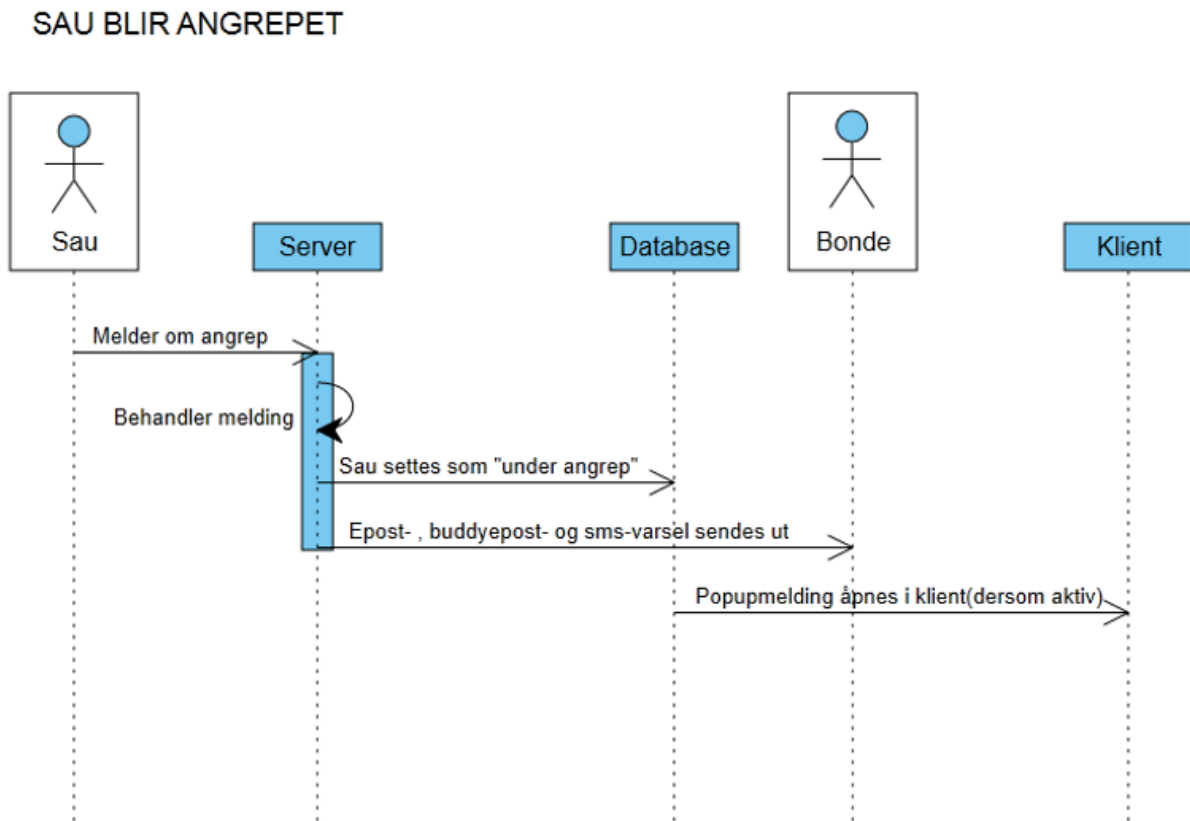 SAU BLIR ANGREPET
Sau
Server
Database
Bonde
Klient
Melder om angrep
Behandler melding
Sau settes som "under angrep"
Epost- , buddyepost- og sms-varsel sendes ut
Popupmelding åpnes i klient(dersom aktiv)